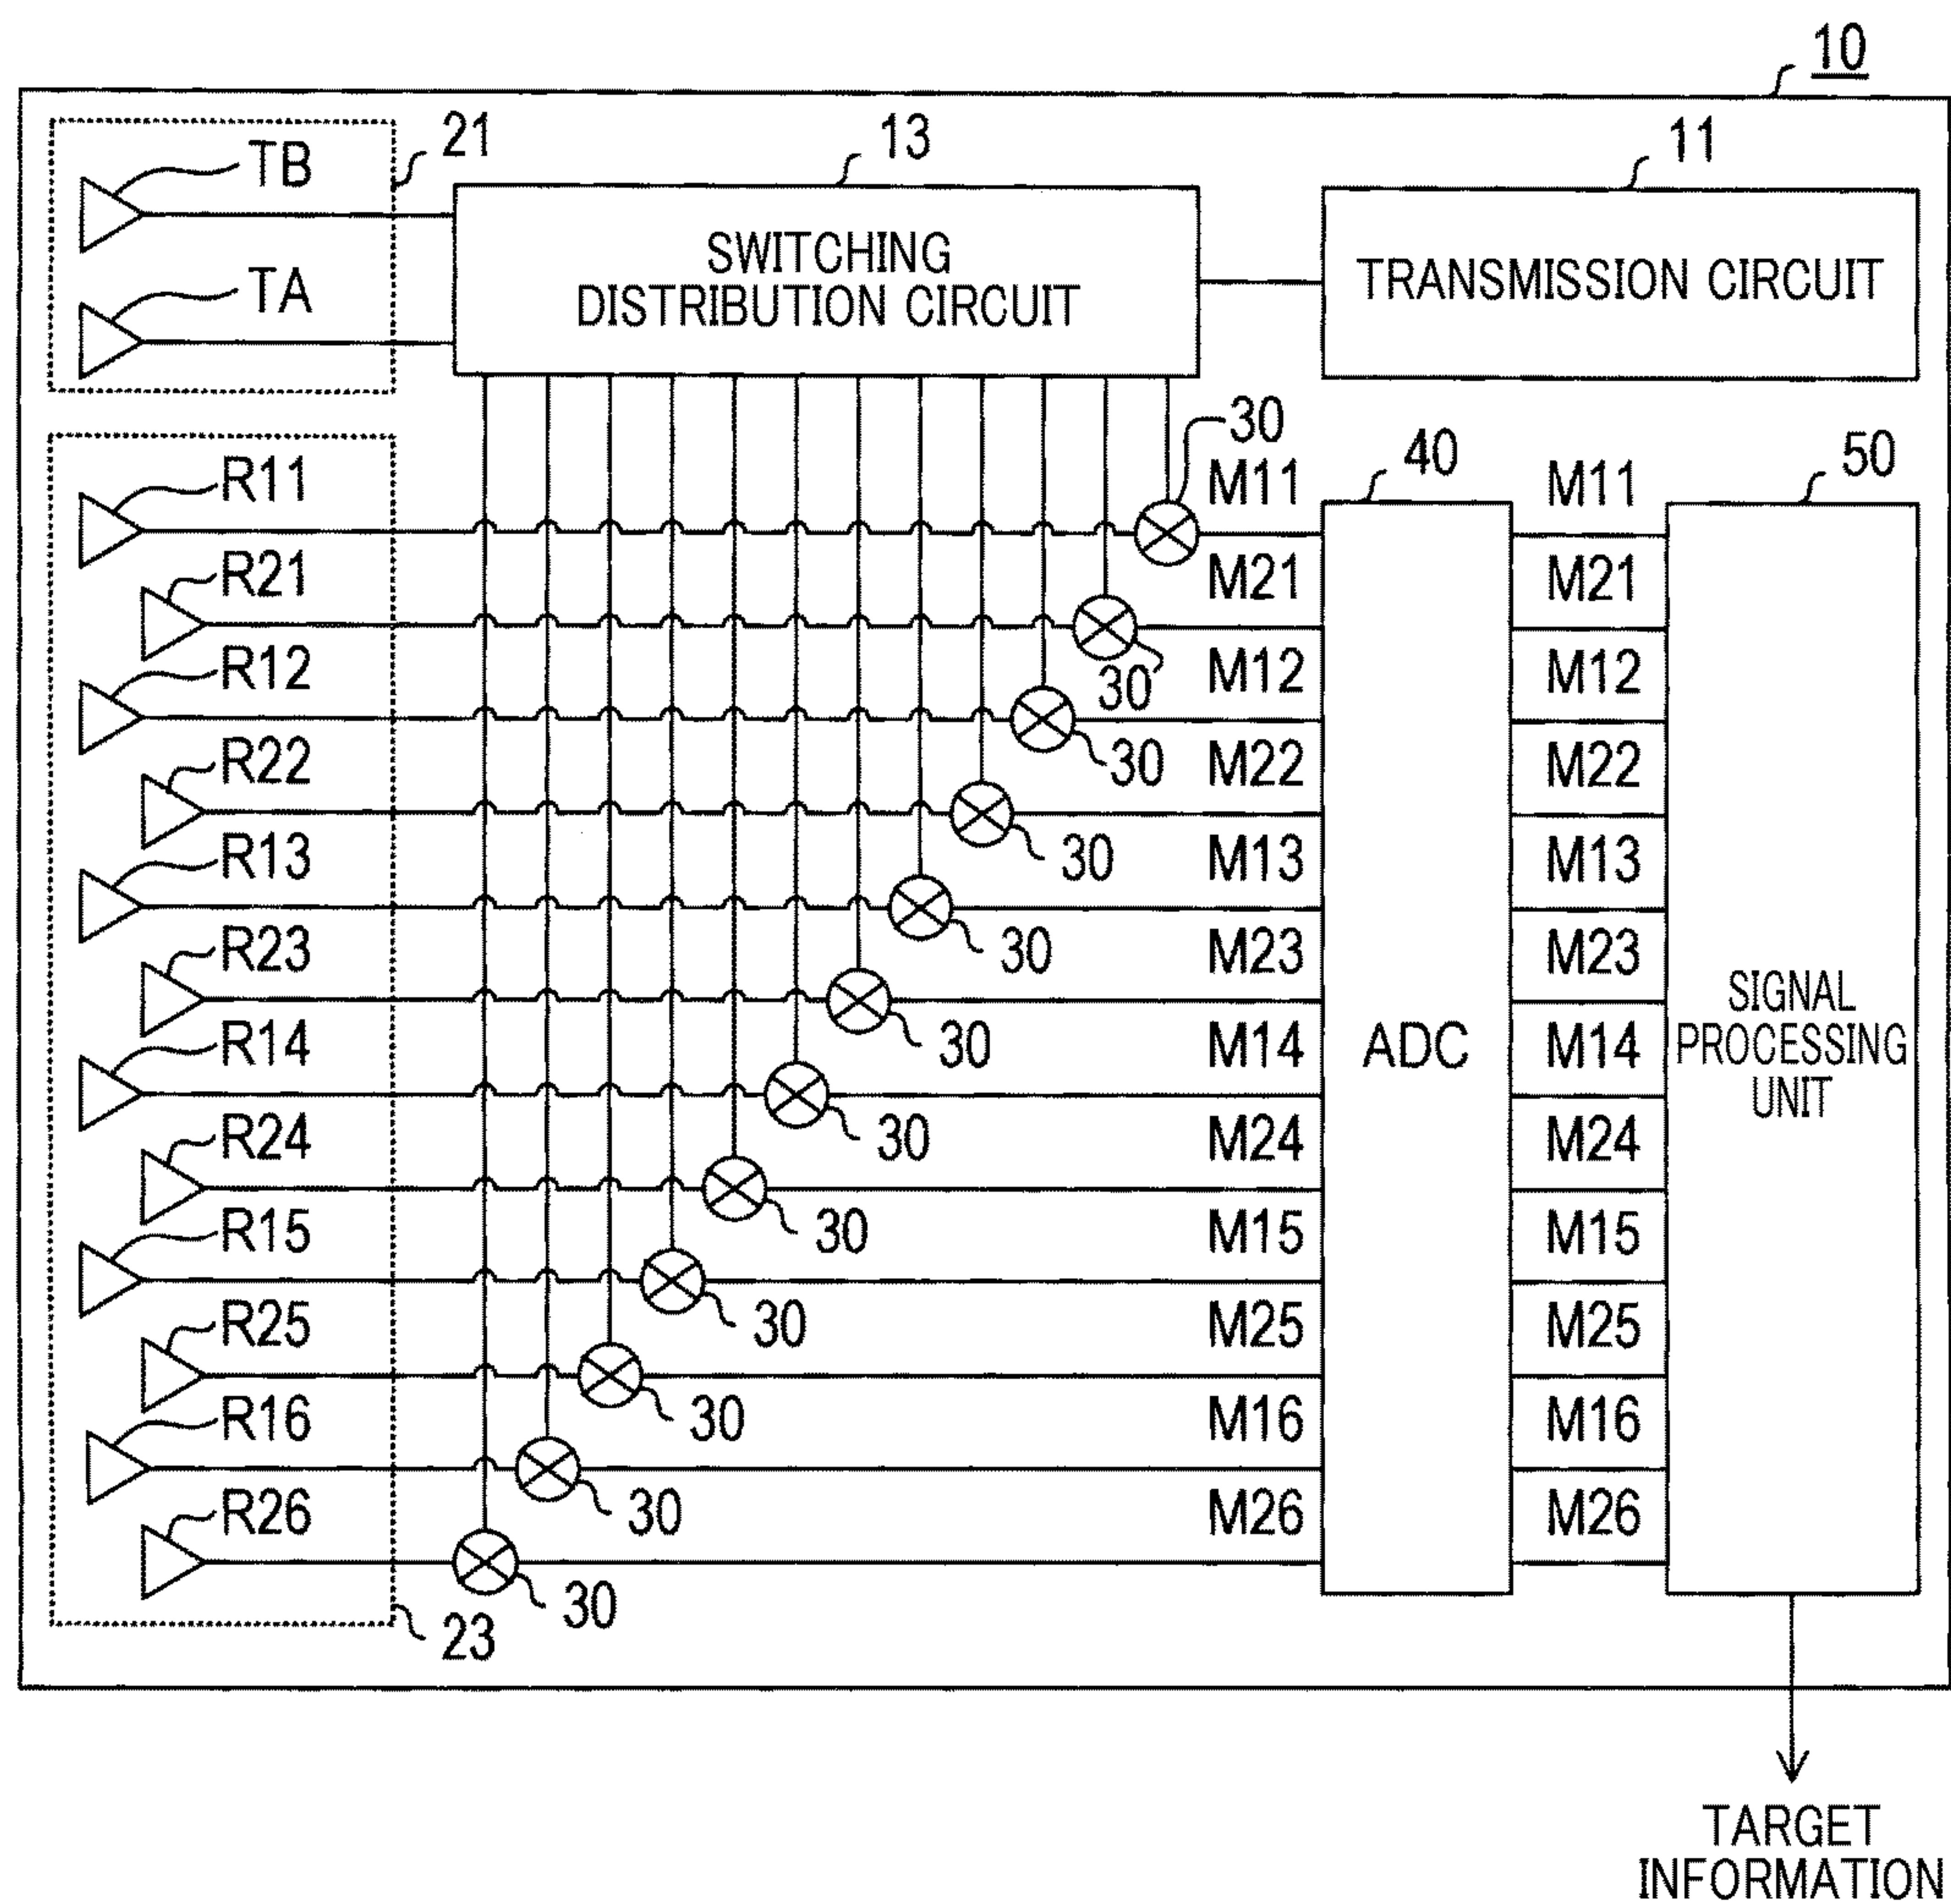 10
TB
21
13
11
SWITCHING
DISTRIBUTION CIRCUIT
TRANSMISSION CIRCUIT
TA
R11
30
M11
40
M11
50
R21
M21
M21
R12
30
M12
M12
R22
30
M22
M22
R13
30
M13
M13
R23
30
M23
M23
SIGNAL
PROCESSING
UNIT
R14
30
M14
ADC
M14
R24
30
M24
M24
R15
30
M15
M15
R25
30
M25
M25
R16
30
M16
M16
R26
30
M26
M26
30
23
TARGET
INFORMATION